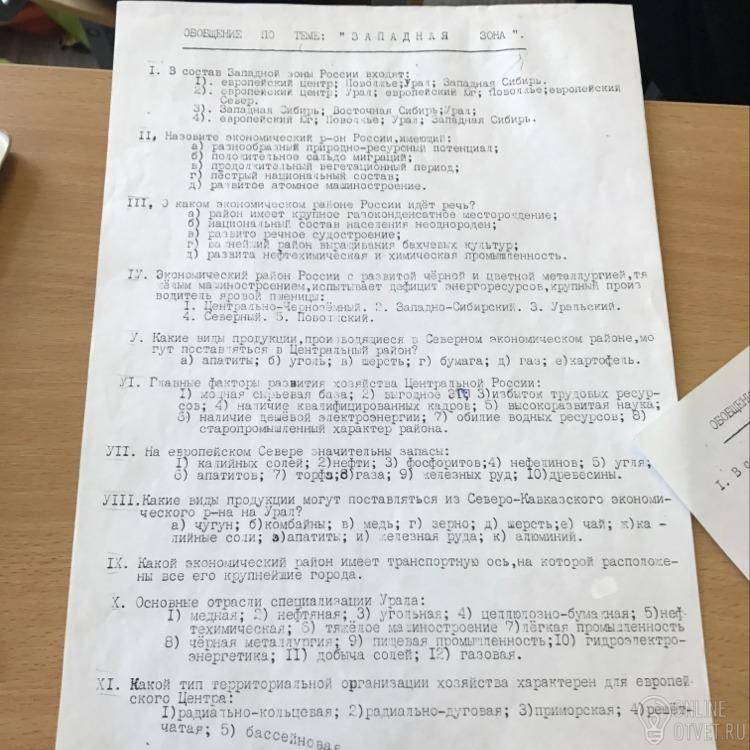 ОБОБЩЕНИЕ ПО ТЕМЕ: "ЗАПАДНАЯ ЗОНА".
I. В состав Западной зоны России входят:
1). европейский центр; Поволжье; Урал; Западная Сибирь.
2). европейский центр; Урал; европейский Юг; Поволжье; европейский
Север.
3). Западная Сибирь; Восточная Сибирь; Урал;
4). европейский Юг; Поволжье; Урал; Западная Сибирь.
II, Назовите экономический р-он России, имеющий:
а) разнообразный природно-ресурсный потенциал;
б) положительное сальдо миграций;
в) продолжительный вегетационный период;
г) пёстрый национальный состав;
д) развитое атомное машиностроение.
III, О каком экономическом районе России идёт речь?
а) район имеет крупное газоконденсатное месторождение;
б) национальный состав населения неоднороден;
в) развито речное судостроение;
г) важнейший район выращивания бахчевых культур;
д) развита нефтехимическая и химическая промышленность.
IУ. Экономический район России с развитой чёрной и цветной металлургией, тя
жёлым машиностроением, испытывает дефицит энергоресурсов, крупный произ
водитель яровой пшеницы:
I. Центрально-Чернозёмный. 2. Западно-Сибирский. 3. Уральский.
4. Северный. 5. Поволжский.
У. Какие виды продукции, производящиеся в Северном экономическом районе, мо
гут поставляться в Центральный район?
а) апатиты; б) уголь; в) шерсть; г) бумага; д) газ; е) картофель.
УI. Главные факторы развития хозяйства Центральной России:
I) мощная сырьевая база; 2) выгодное ЭГП; 3) избыток трудовых ресур-
сов; 4) наличие квалифицированных кадров; 5) высокоразвитая наука;
6) наличие дешёвой электроэнергии; 7) обилие водных ресурсов; 8)
старопромышленный характер района.
УII. На европейском Севере значительны запасы:
I) калийных солей; 2) нефти; 3) фосфоритов; 4) нефелинов; 5) угля;
6) апатитов; 7) торфа; 8) газа; 9) железных руд; 10) древесины.
УIII. Какие виды продукции могут поставляться из Северо-Кавказского экономи-
ческого р-на на Урал?
а) чугун; б) комбайны; в) медь; г) зерно; д) шерсть; е) чай; ж) ка-
лийные соли; з) апатиты; и) железная руда; к) алюминий.
IX. Какой экономический район имеет транспортную ось, на которой расположе-
ны все его крупнейшие города.
X. Основные отрасли специализации Урала:
I) медная; 2) нефтяная; 3) угольная; 4) целлюлозно-бумажная; 5) неф-
техимическая; 6) тяжёлое машиностроение 7) лёгкая промышленность
8) чёрная металлургия; 9) пищевая промышленность; 10) гидроэлектро-
энергетика; 11) добыча солей; 12) газовая.
XI. Какой тип территориальной организации хозяйства характерен для европей
ского Центра:
I) радиально-кольцевая; 2) радиально-дуговая; 3) приморская; 4) решёт-
чатая; 5) бассейновая
ОБОБЩЕНИ
I. В с
ONLINE
OTVET.RU